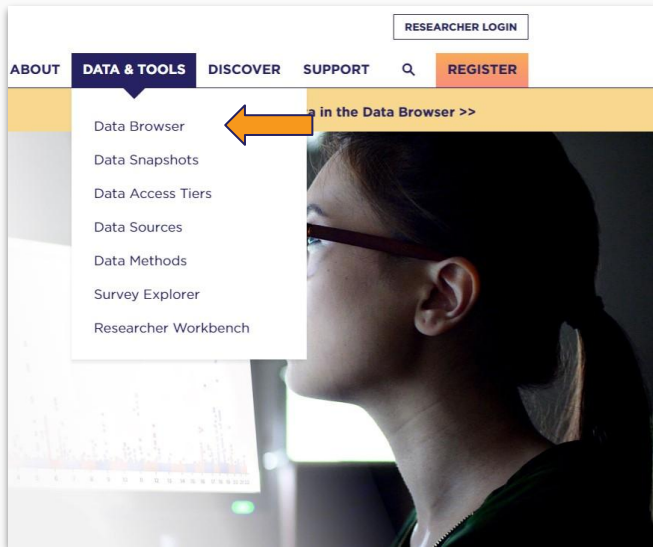 RESEARCHER LOGIN
ABOUT DATA & TOOLS DISCOVER SUPPORT REGISTER
in the Data Browser >>
Data Browser
Data Snapshots
Data Access Tiers
Data Sources
Data Methods
Survey Explorer
Researcher Workbench